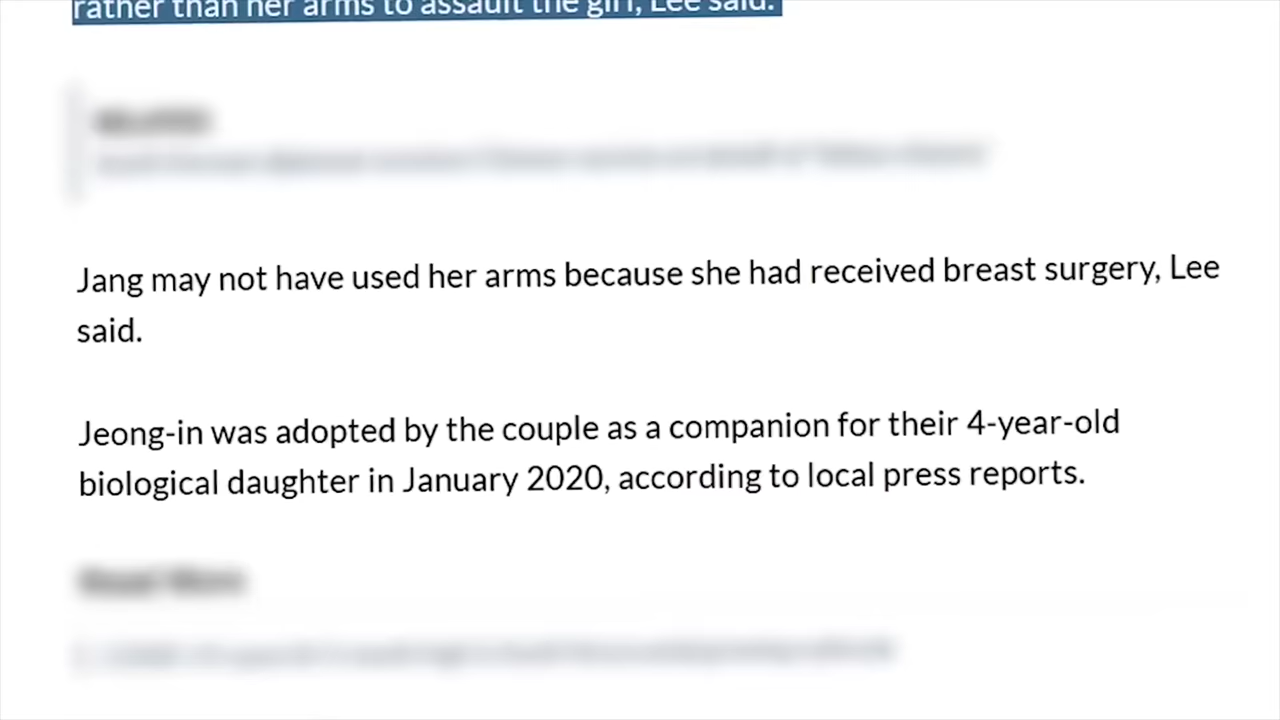 rather than her arms to assault the girl, Lee said.
Jang may not have used her arms because she had received breast surgery, Lee
said.
Jeong-in was adopted by the couple as a companion for their 4-year-old
biological daughter in January 2020, according to local press reports.
Read More